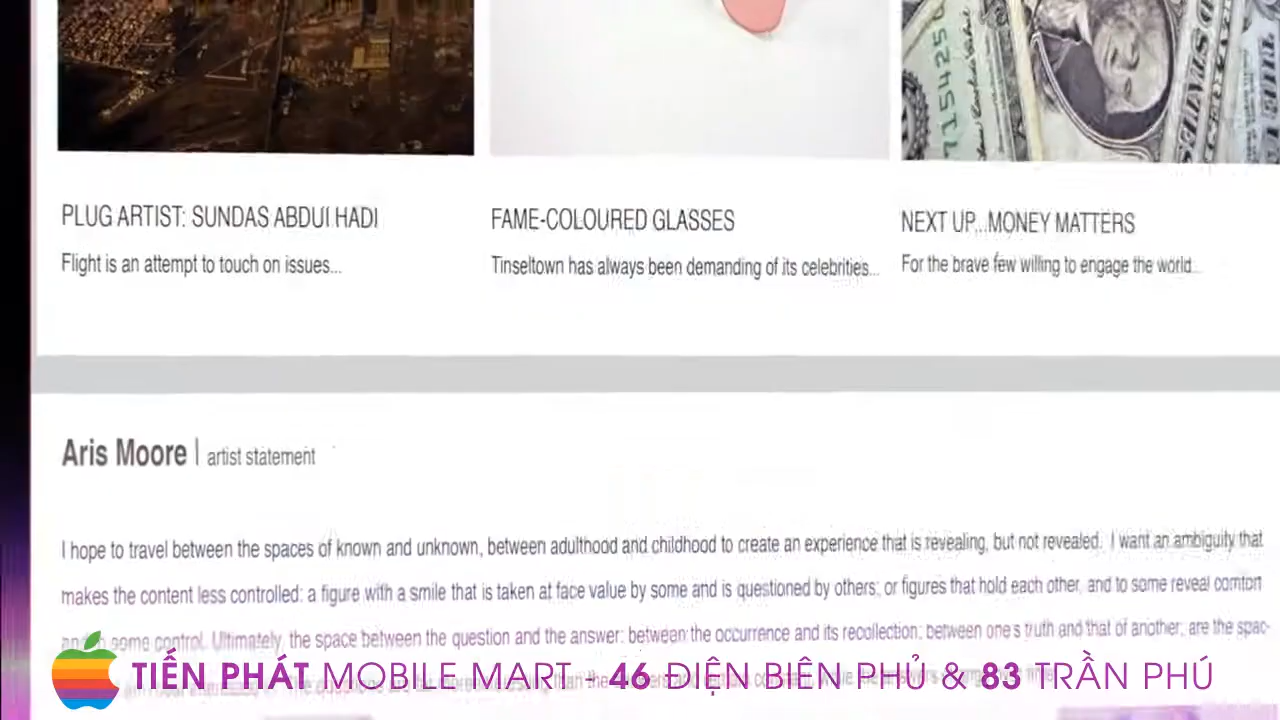 PLUG ARTIST: SUNDAS ABDUI HADI
Flight is an attempt to touch on issues...
FAME-COLOURED GLASSES
Tinseltown has always been demanding of its celebrities...
NEXT UP...MONEY MATTERS
For the brave few willing to engage the world...
Aris Moore | artist statement
I hope to travel between the spaces of known and unknown, between adulthood and childhood to create an experience that is revealing, but not revealed. I want an ambiguity that
makes the content less controlled: a figure with a smile that is taken at face value by some and is questioned by others; or figures that hold each other, and to some reveal comfort
some control. Ultimately, the space between the question and the answer; between the occurrence and its recollection; between one's truth and that of another; are the spac-
TIẾN PHÁT MOBILE MART - 46 ĐIỆN BIÊN PHỦ & 83 TRẦN PHÚ